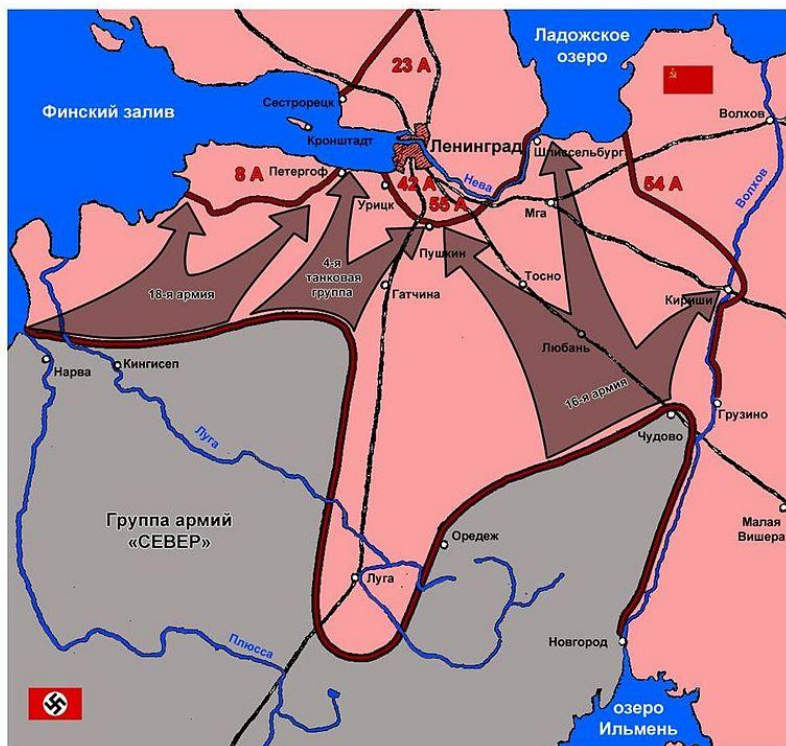 Ладожское
озеро
23 А
Финский залив
Сестрорецк
Волхов
Кронштадт
Ленинград
Шлиссельбург
Петергоф
8 А
Нева
42 А
54 А
Волхов
Урицк
55 А
Мга
Пушкин
4-я
танковая
группа
18-я армия
Гатчина
Тосно
Кириши
Нарва
Кингисеп
Любань
16-я армия
Грузино
Луга
Чудово
Группа армий
«СЕВЕР»
Малая
Вишера
Оредеж
Луга
Плюсса
Новгород
озеро
Ильмень